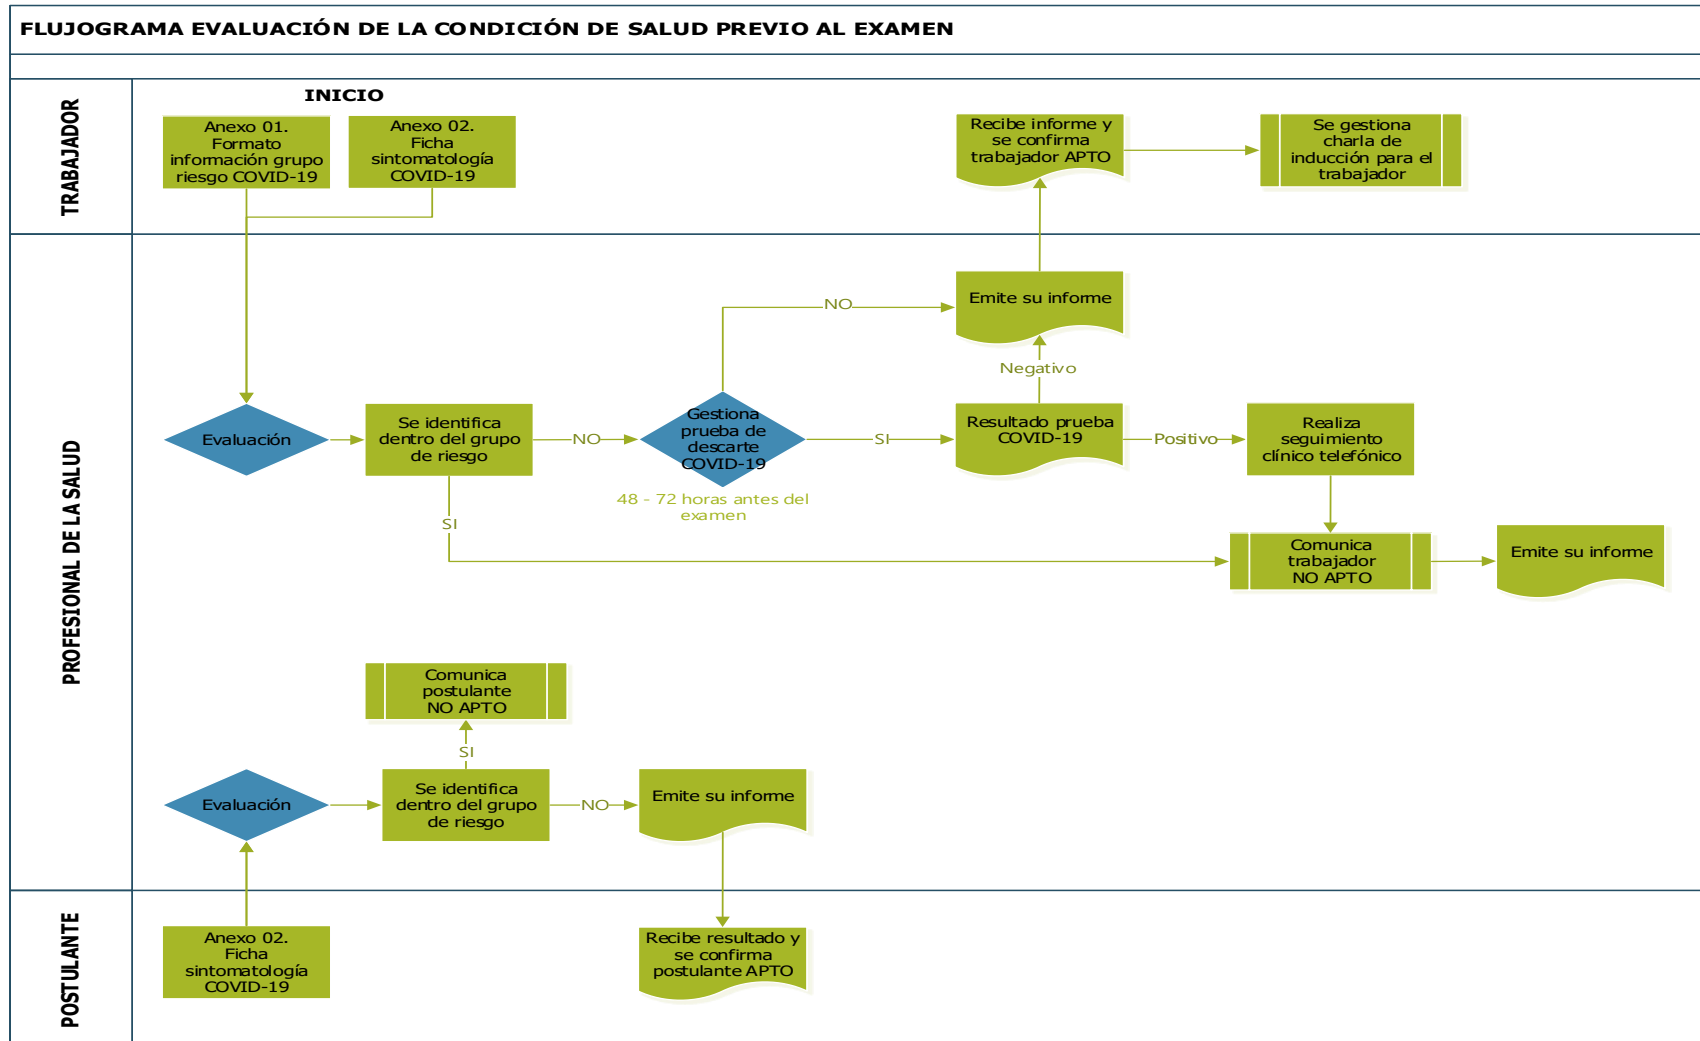 FLUJOGRAMA EVALUACIÓN DE LA CONDICIÓN DE SALUD PREVIO AL EXAMEN
TRABAJADOR
INICIO
Anexo 01.
Formato
información grupo
riesgo COVID-19
Anexo 02.
Ficha
sintomatología
COVID-19
Recibe informe y
se confirma
trabajador APTO
Se gestiona
charla de
inducción para el
trabajador
PROFESIONAL DE LA SALUD
Emite su informe
NO
Negativo
Evaluación
Se identifica
dentro del grupo
de riesgo
NO
Gestiona
prueba de
descarte
COVID-19
SI
Resultado prueba
COVID-19
Positivo
Realiza
seguimiento
clínico telefónico
48 - 72 horas antes del
examen
SI
Comunica
trabajador
NO APTO
Emite su informe
Comunica
postulante
NO APTO
SI
Evaluación
Se identifica
dentro del grupo
de riesgo
NO
Emite su informe
POSTULANTE
Anexo 02.
Ficha
sintomatología
COVID-19
Recibe resultado y
se confirma
postulante APTO